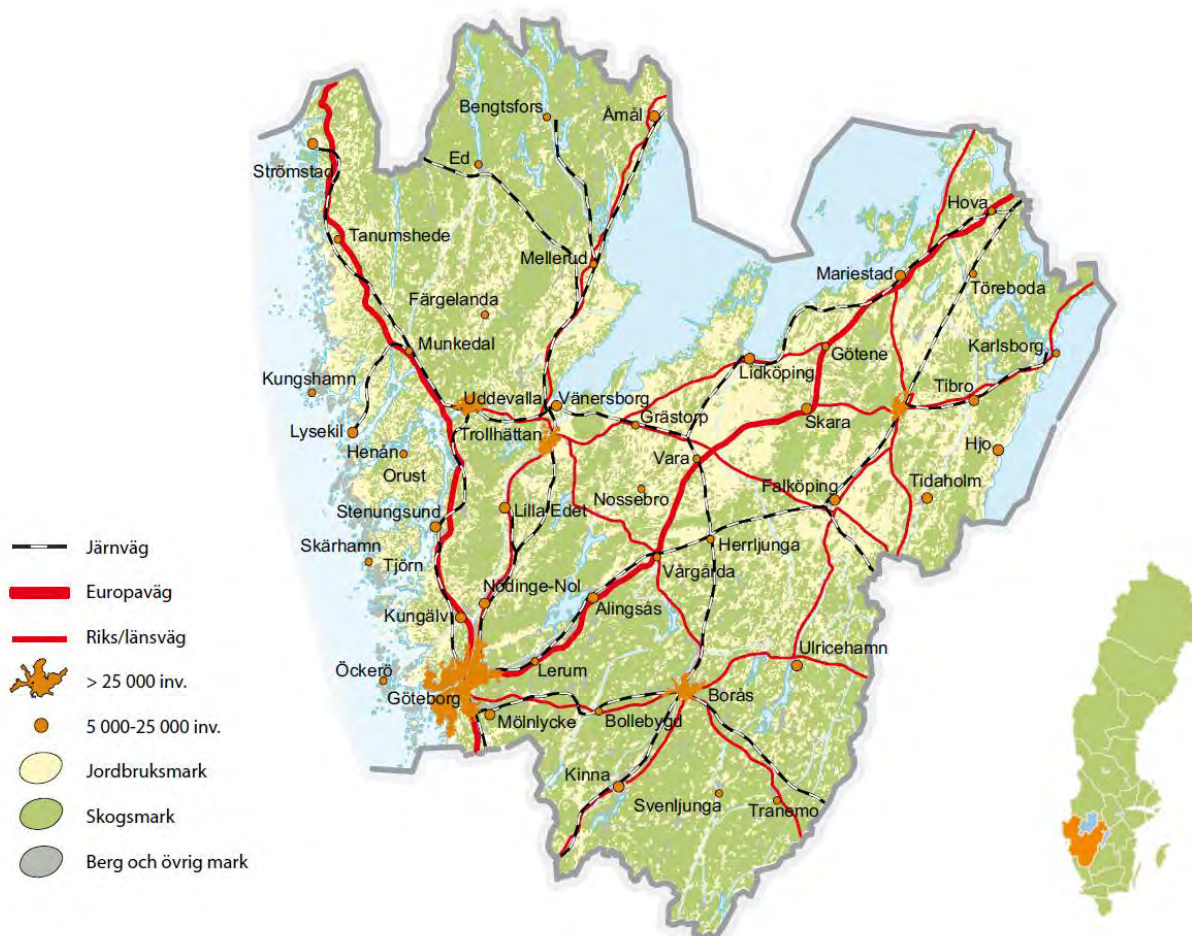 Bengtsfors
Åmål
Ed
Strömstad
Hova
Tanumshede
Mellerud
Mariestad
Töreboda
Färgelanda
Munkedal
Götene
Karlsborg
Kungshamn
Lidköping
Tibro
Uddevalla
Vänersborg
Grästorp
Skara
Lysekil
Trollhättan
Henån
Orust
Vara
Hjo
Falköping
Tidaholm
Nossebro
Lilla Edet
Stenungsund
Skärhamn
Tjörn
Herrljunga
Vårgårda
Nödinge-Nol
Kungälv
Alingsås
Ulricehamn
Öckerö
Lerum
Göteborg
Borås
Mölnlycke
Bollebygd
Kinna
Svenljunga
Tranemo
Järnväg
Europaväg
Riks/länsväg
> 25 000 inv.
5 000-25 000 inv.
Jordbruksmark
Skogsmark
Berg och övrig mark